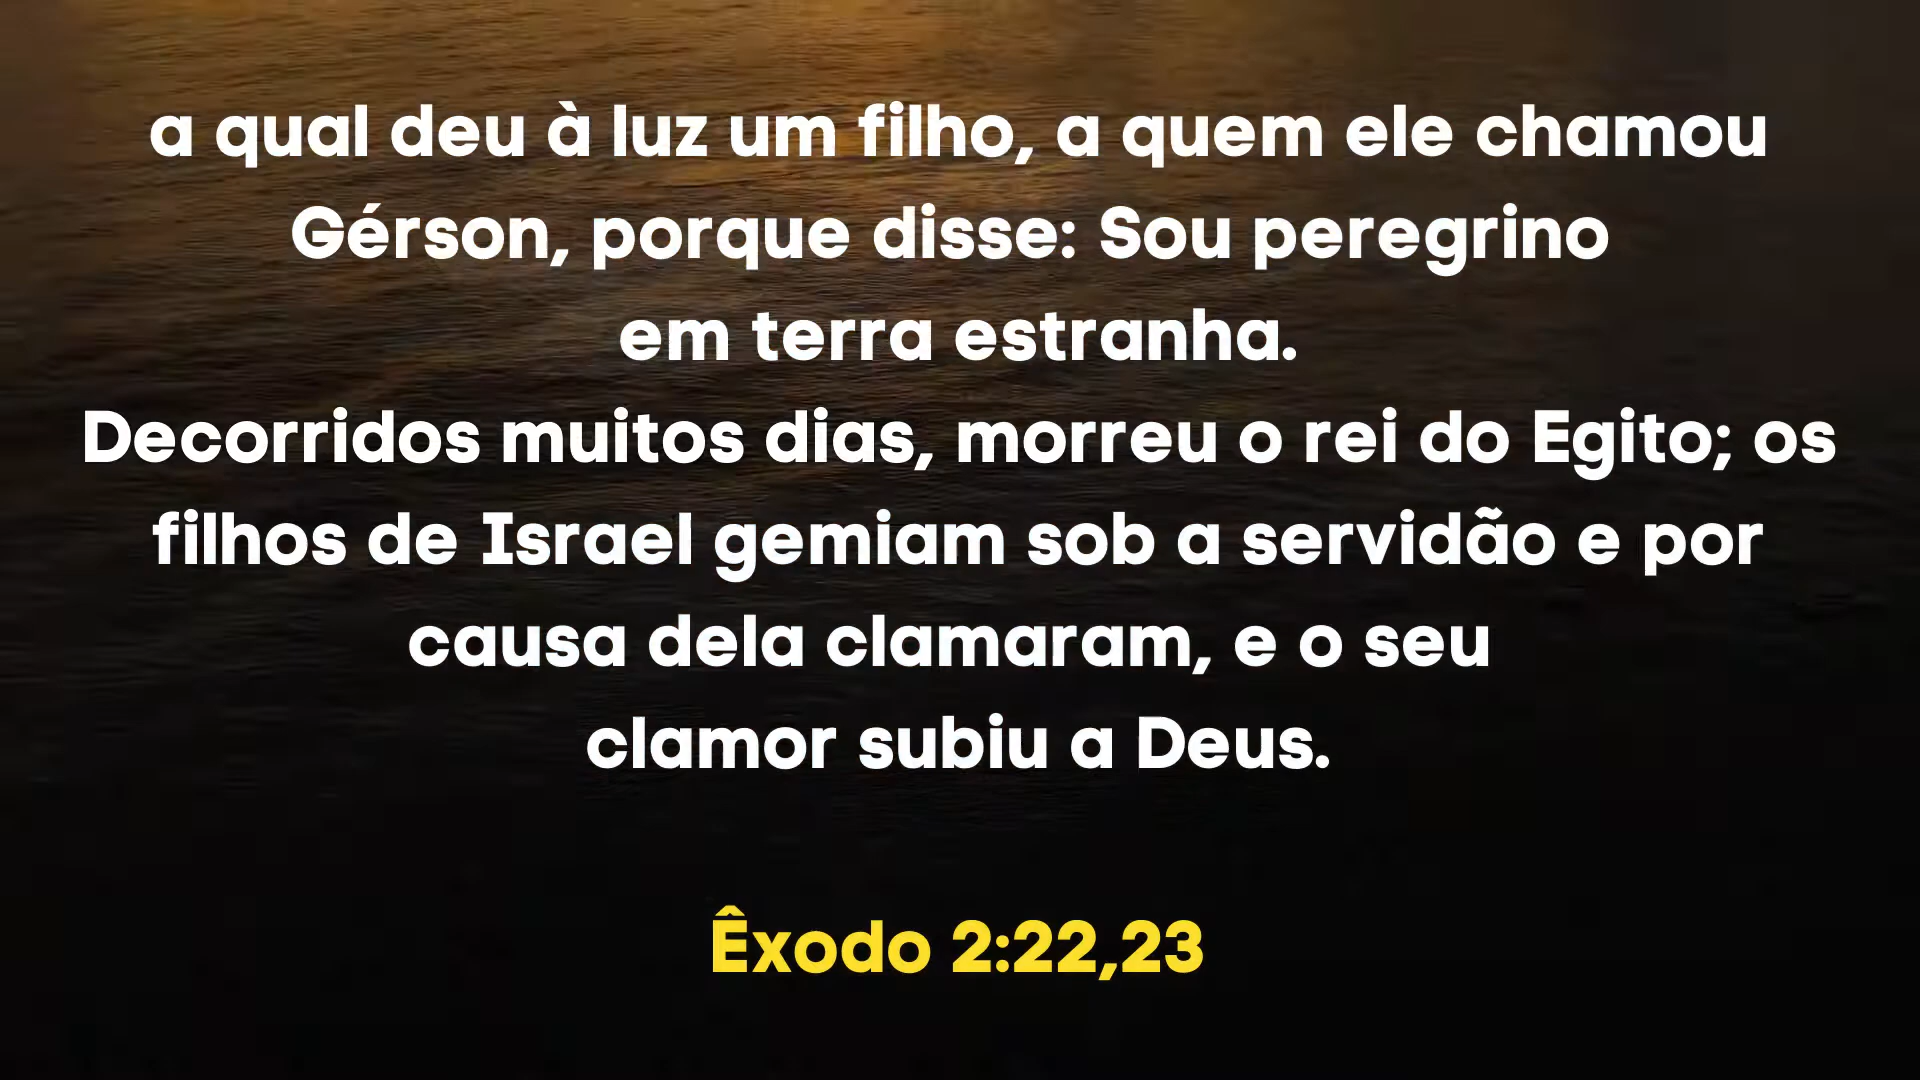 a qual deu à luz um filho, a quem ele chamou
Gérson, porque disse: Sou peregrino
em terra estranha.
Decorridos muitos dias, morreu o rei do Egito; os
filhos de Israel gemiam sob a servidão e por
causa dela clamaram, e o seu
clamor subiu a Deus.
Êxodo 2:22,23